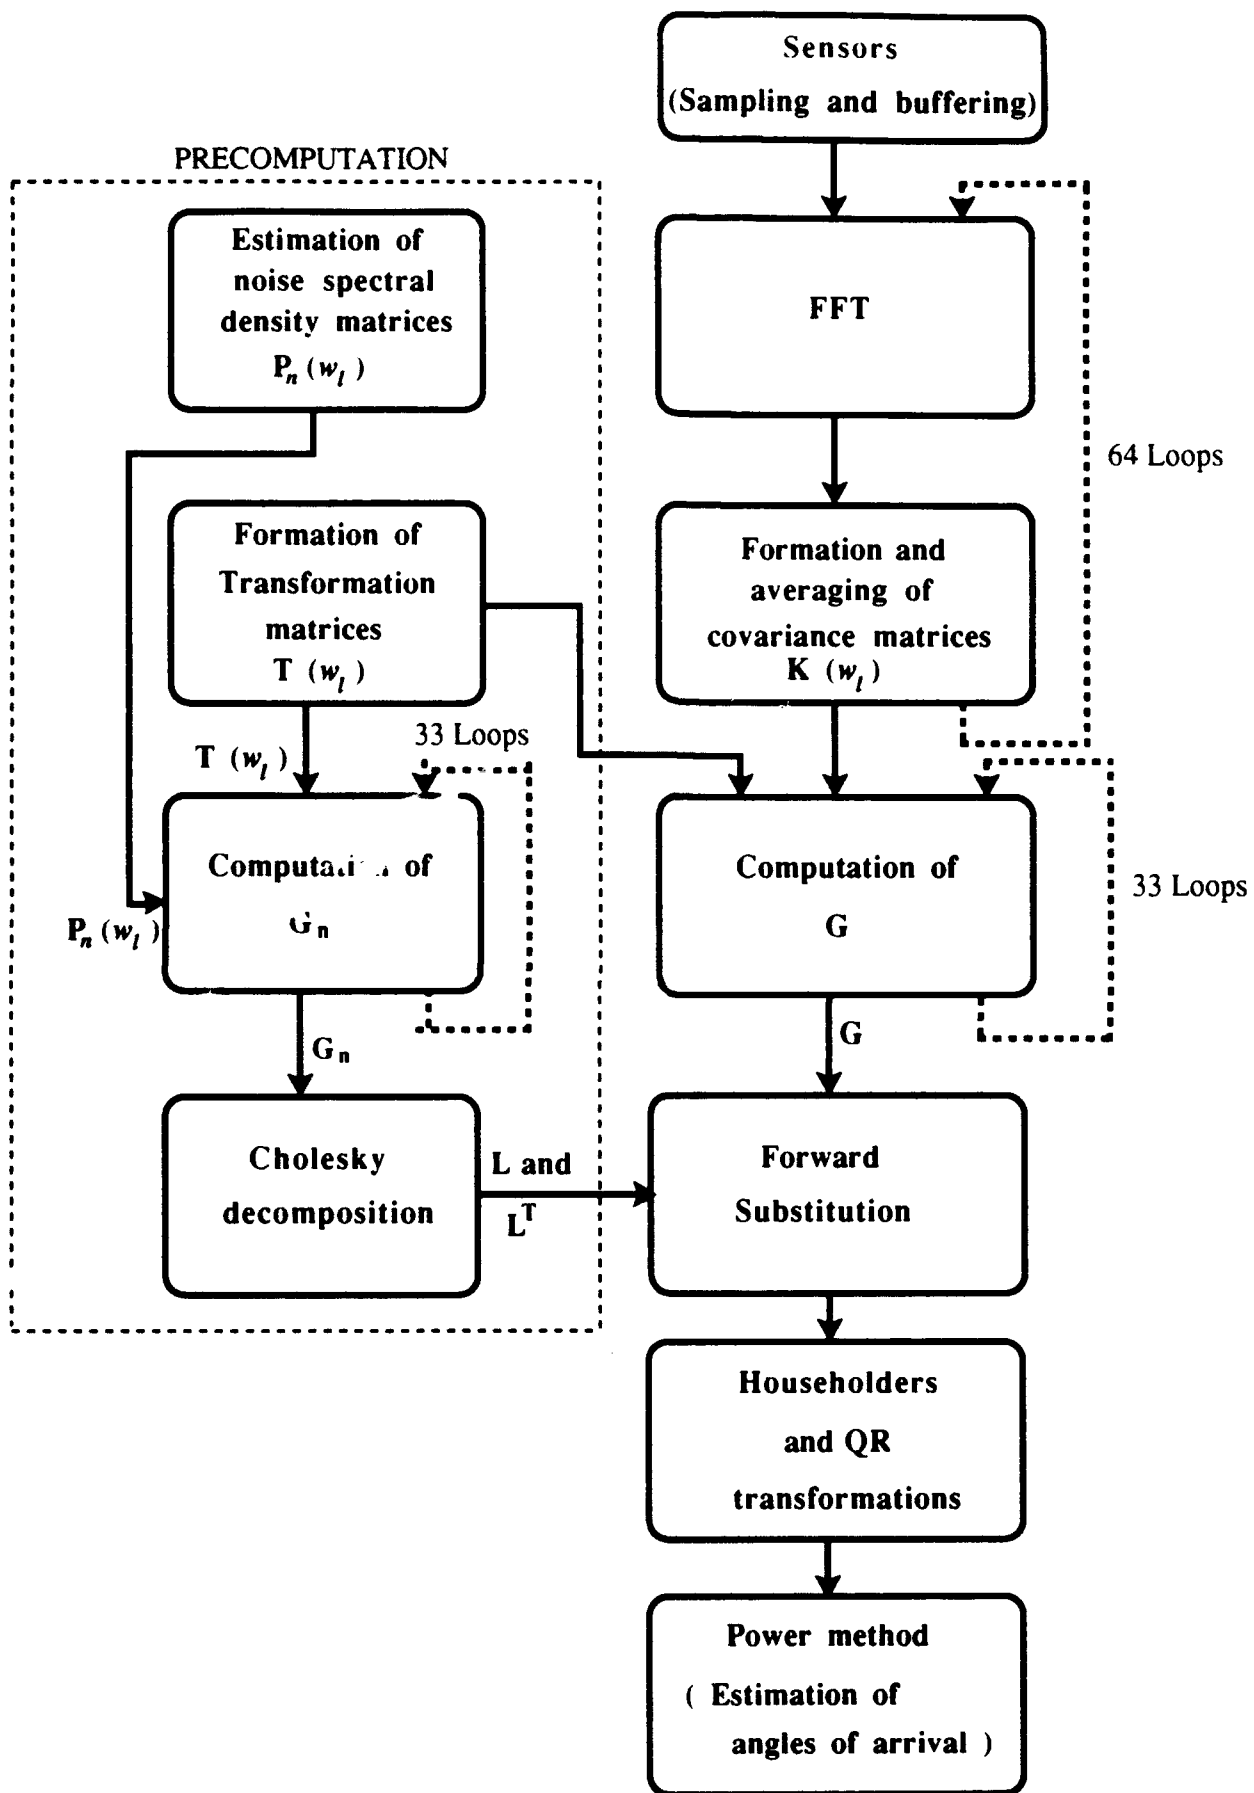 Sensors
(Sampling and buffering)
PRECOMPUTATION
Estimation of
noise spectral
density matrices
Pn (wl)
FFT
64 Loops
Formation of
Transformation
matrices
T (wl)
Formation and
averaging of
covariance matrices
K (wl)
T (wl)
33 Loops
Computation of
Gn
Pn (wl)
Computation of
G
33 Loops
Gn
G
Cholesky
decomposition
L and
L^T
Forward
Substitution
Householders
and QR
transformations
Power method
( Estimation of
angles of arrival )